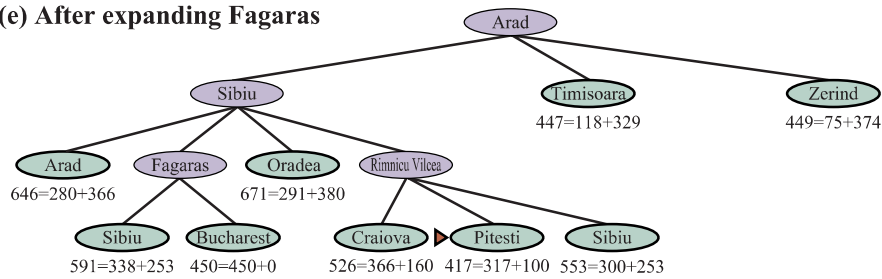 (e) After expanding Fagaras
Arad
Sibiu
Timisoara
Zerind
447=118+329
449=75+374
Arad
Fagaras
Oradea
Rimnicu Vilcea
646=280+366
671=291+380
Sibiu
Bucharest
Craiova
Pitesti
Sibiu
591=338+253
450=450+0
526=366+160
417=317+100
553=300+253